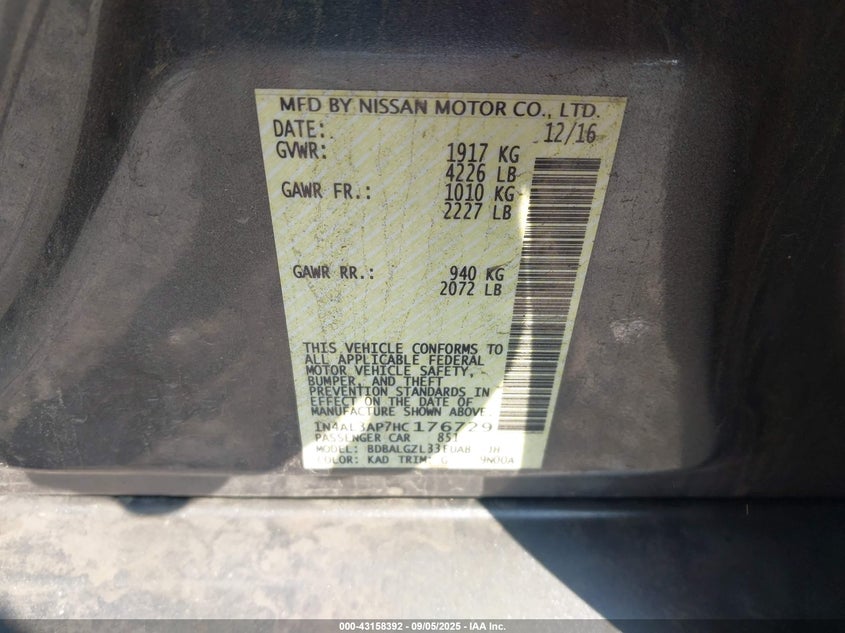 MFD BY NISSAN MOTOR CO., LTD.
DATE: 12/16
GVWR: 1917 KG
4226 LB
GAWR FR.: 1010 KG
2227 LB
GAWR RR.: 940 KG
2072 LB
THIS VEHICLE CONFORMS TO
ALL APPLICABLE FEDERAL
MOTOR VEHICLE SAFETY,
BUMPER, AND THEFT
PREVENTION STANDARDS IN
EFFECT ON THE DATE OF
MANUFACTURE SHOWN ABOVE.
1N4AL3AP7HC176729
PASSENGER CAR 851
MODEL:
COLOR: KAD TRIM: G
000-43158392 - 09/05/2025 - IAA Inc.